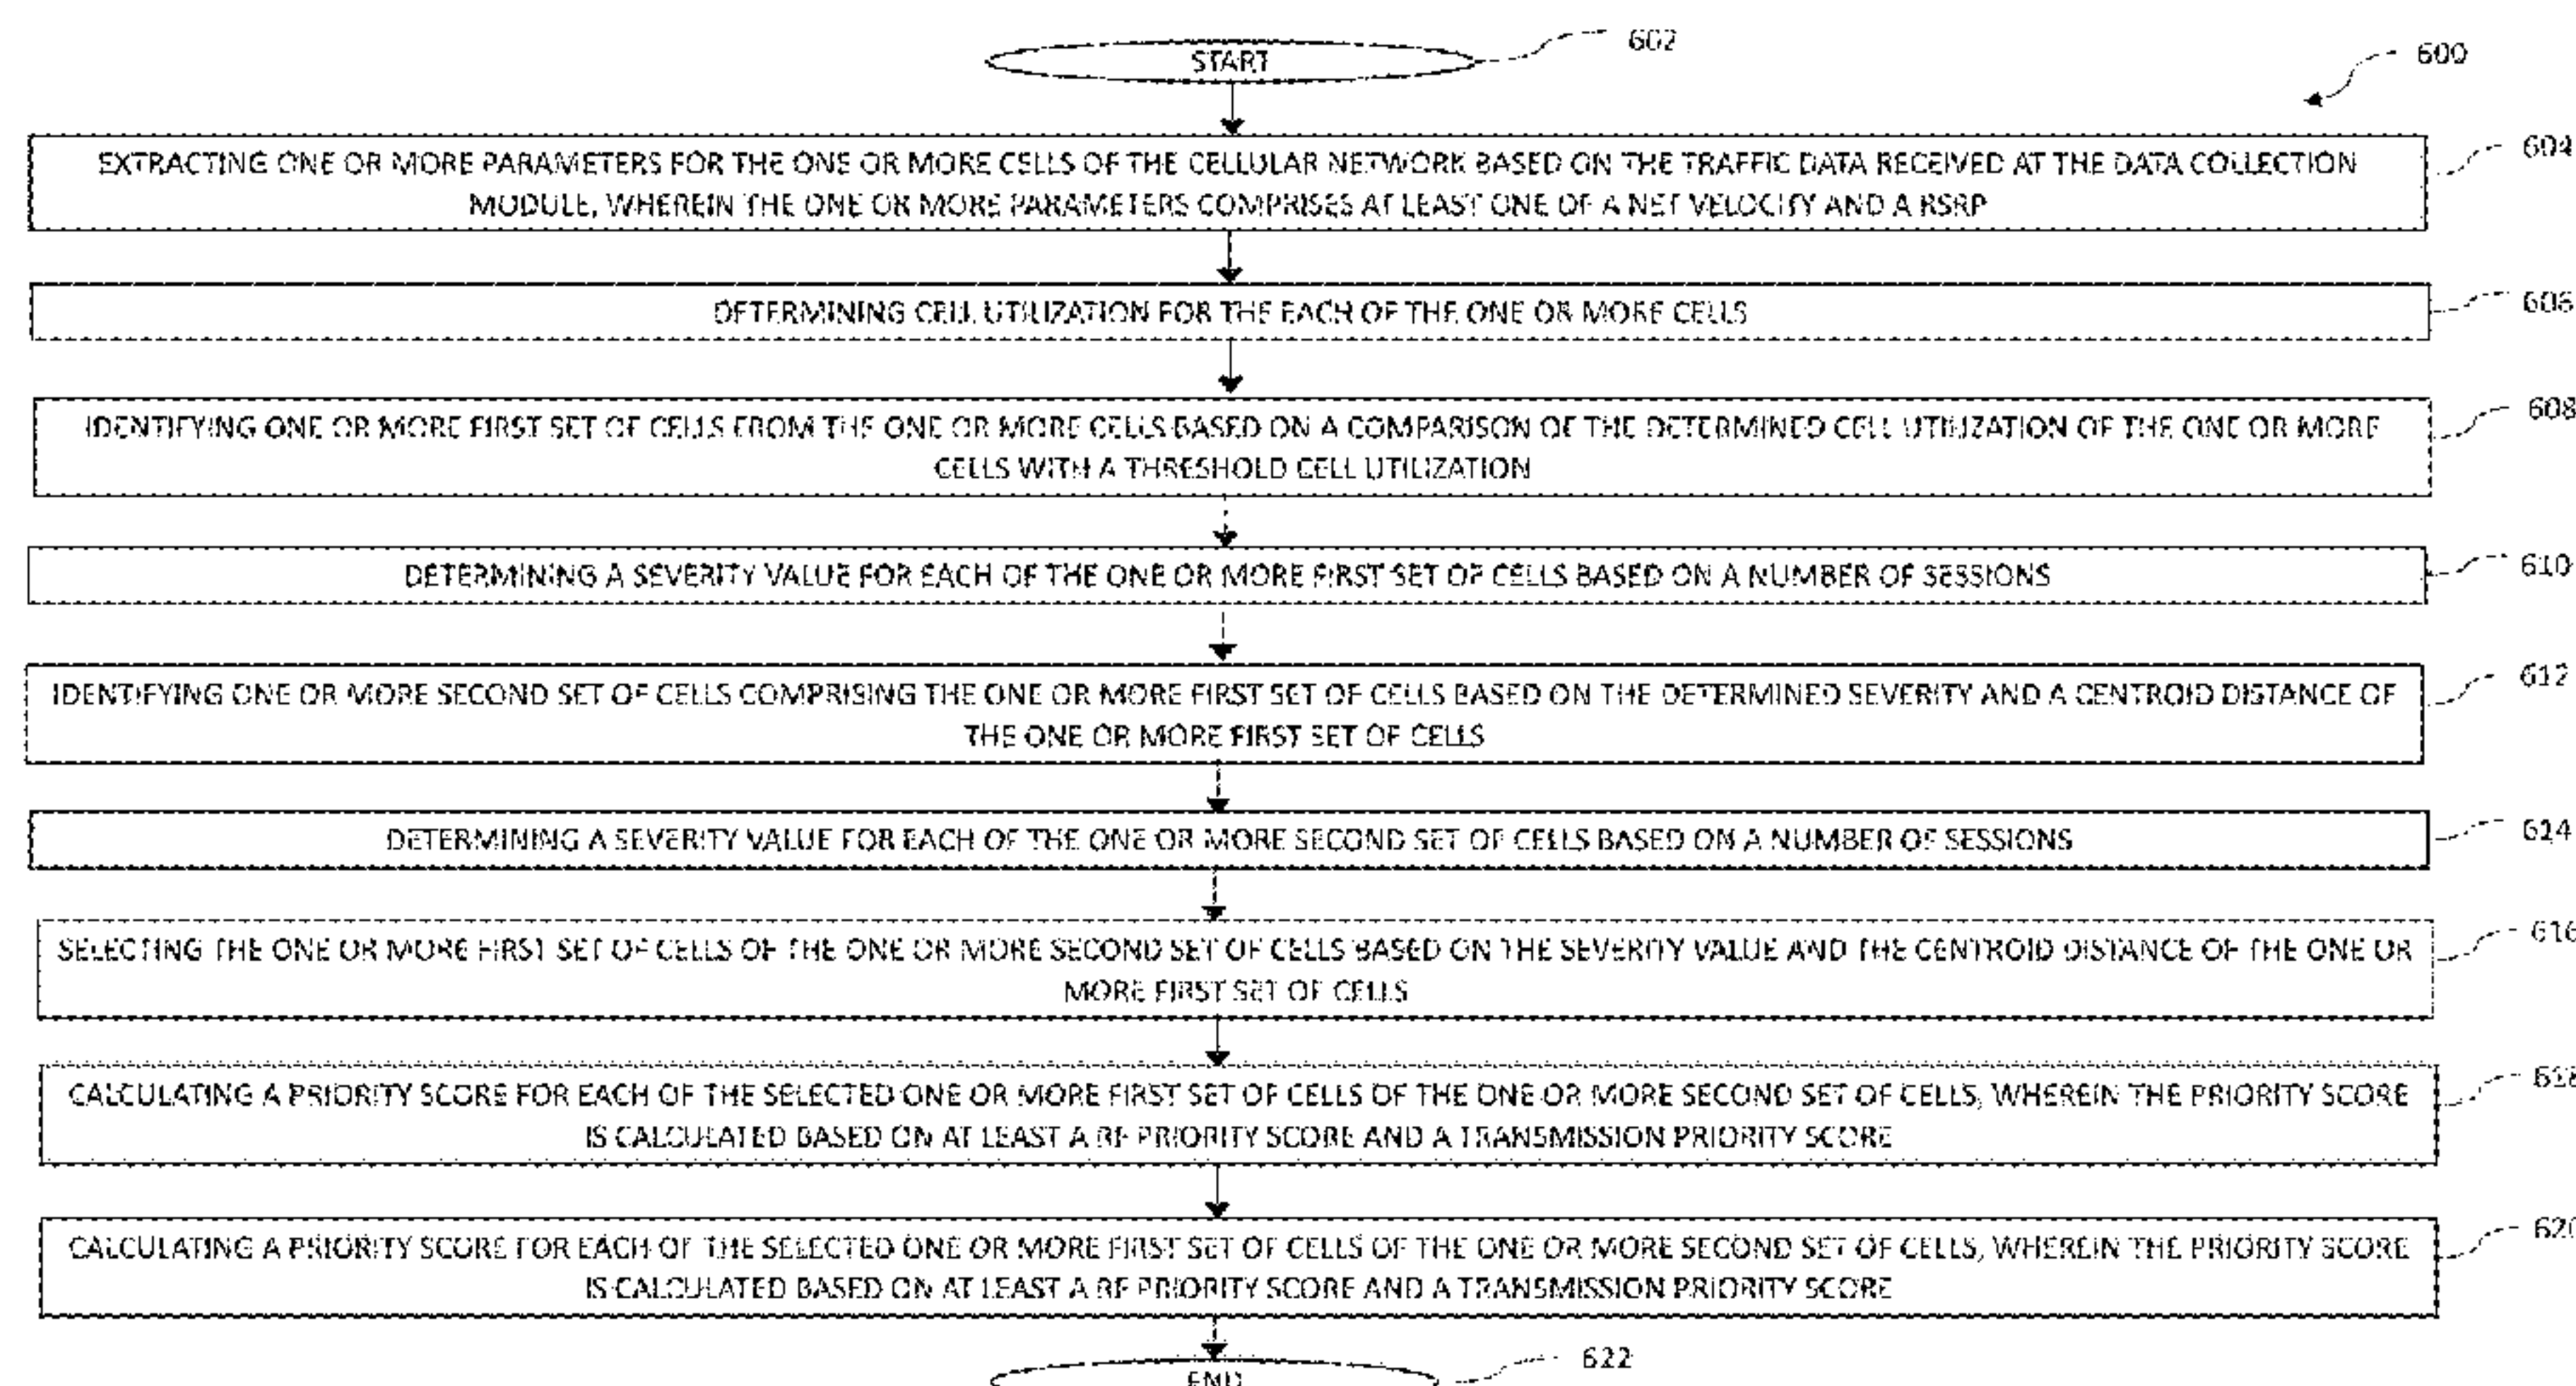 START
602
600
EXTRACTING ONE OR MORE PARAMETERS FOR THE ONE OR MORE CELLS OF THE CELLULAR NETWORK BASED ON THE TRAFFIC DATA RECEIVED AT THE DATA COLLECTION
MODULE, WHEREIN THE ONE OR MORE PARAMETERS COMPRISES AT LEAST ONE OF A NET VELOCITY AND A RSRP
604
DETERMINING CELL UTILIZATION FOR THE EACH OF THE ONE OR MORE CELLS
606
IDENTIFYING ONE OR MORE FIRST SET OF CELLS FROM THE ONE OR MORE CELLS BASED ON A COMPARISON OF THE DETERMINED CELL UTILIZATION OF THE ONE OR MORE
CELLS WITH A THRESHOLD CELL UTILIZATION
608
DETERMINING A SEVERITY VALUE FOR EACH OF THE ONE OR MORE FIRST SET OF CELLS BASED ON A NUMBER OF SESSIONS
610
IDENTIFYING ONE OR MORE SECOND SET OF CELLS COMPRISING THE ONE OR MORE FIRST SET OF CELLS BASED ON THE DETERMINED SEVERITY AND A CENTROID DISTANCE OF
THE ONE OR MORE FIRST SET OF CELLS
612
DETERMINING A SEVERITY VALUE FOR EACH OF THE ONE OR MORE SECOND SET OF CELLS BASED ON A NUMBER OF SESSIONS
614
SELECTING THE ONE OR MORE FIRST SET OF CELLS OF THE ONE OR MORE SECOND SET OF CELLS BASED ON THE SEVERITY VALUE AND THE CENTROID DISTANCE OF THE ONE OR
MORE FIRST SET OF CELLS
616
CALCULATING A PRIORITY SCORE FOR EACH OF THE SELECTED ONE OR MORE FIRST SET OF CELLS OF THE ONE OR MORE SECOND SET OF CELLS, WHEREIN THE PRIORITY SCORE
IS CALCULATED BASED ON AT LEAST A RF PRIORITY SCORE AND A TRANSMISSION PRIORITY SCORE
618
CALCULATING A PRIORITY SCORE FOR EACH OF THE SELECTED ONE OR MORE FIRST SET OF CELLS OF THE ONE OR MORE SECOND SET OF CELLS, WHEREIN THE PRIORITY SCORE
IS CALCULATED BASED ON AT LEAST A RF PRIORITY SCORE AND A TRANSMISSION PRIORITY SCORE
620
END
622